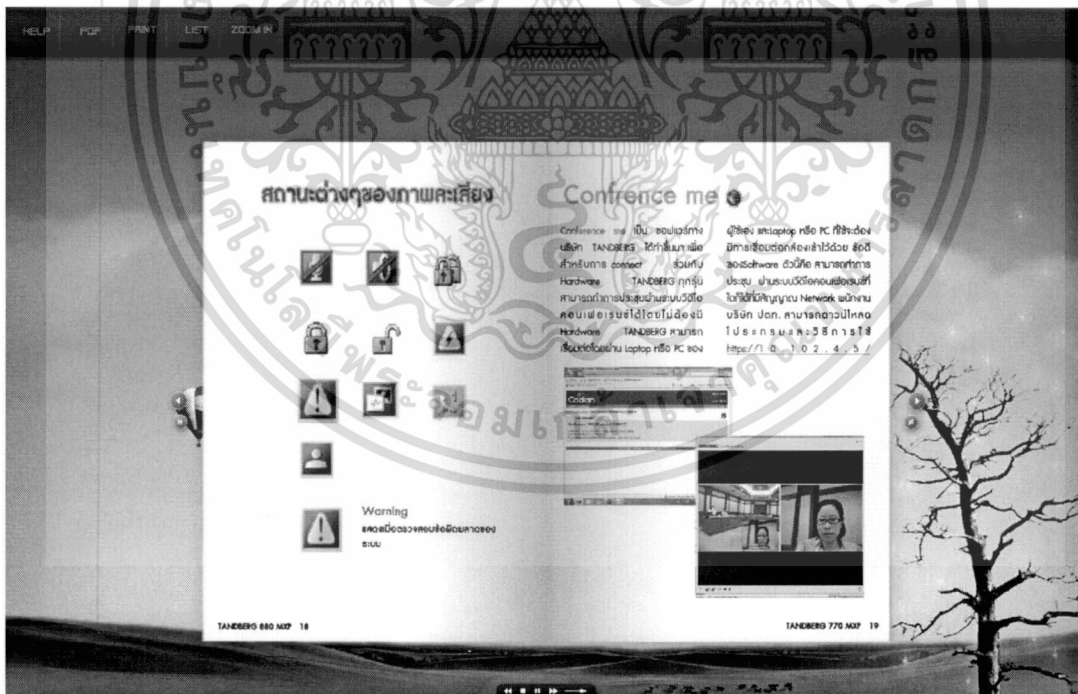 HELP PDF PRINT LIST ZOOM IN
สถานะต่างๆของภาพและเสียง
Warning
แสดงเมื่อตรวจสอบข้อผิดพลาดของ
ระบบ
TANDBERG 880 MXP 18
Confrence me
Conference me เป็น ซอฟแวร์ทาง
บริษัท TANDBERG ได้ทำขึ้นมา เพื่อ
สำหรับการ connect ร่วมกับ
Hardware TANDBERG ทุกรุ่น
สามารถทำการประชุมผ่านระบบวิดีโอ
คอนเฟอเรนซ์ได้โดยไม่ต้องมี
Hardware TANDBERG สามารถ
เชื่อมต่อโดยผ่าน Laptop หรือ PC ของ
ผู้ใช้เอง และLaptop หรือ PC ที่ใช้จะต้อง
มีการเชื่อมต่อกล้องเข้าไว้ด้วย ข้อดี
ของSoftware ตัวนี้คือ สามารถทำการ
ประชุม ผ่านระบบวิดีโอคอนเฟอเรนซ์ที่
ใดก็ได้ที่มีสัญญาณ Network พนักงาน
บริษัท ปตท. สามารถดาวน์โหลด
โปรแกรมและวิธีการใช้
https://10.102.4.5/
Codian
TANDBERG 770 MXP 19